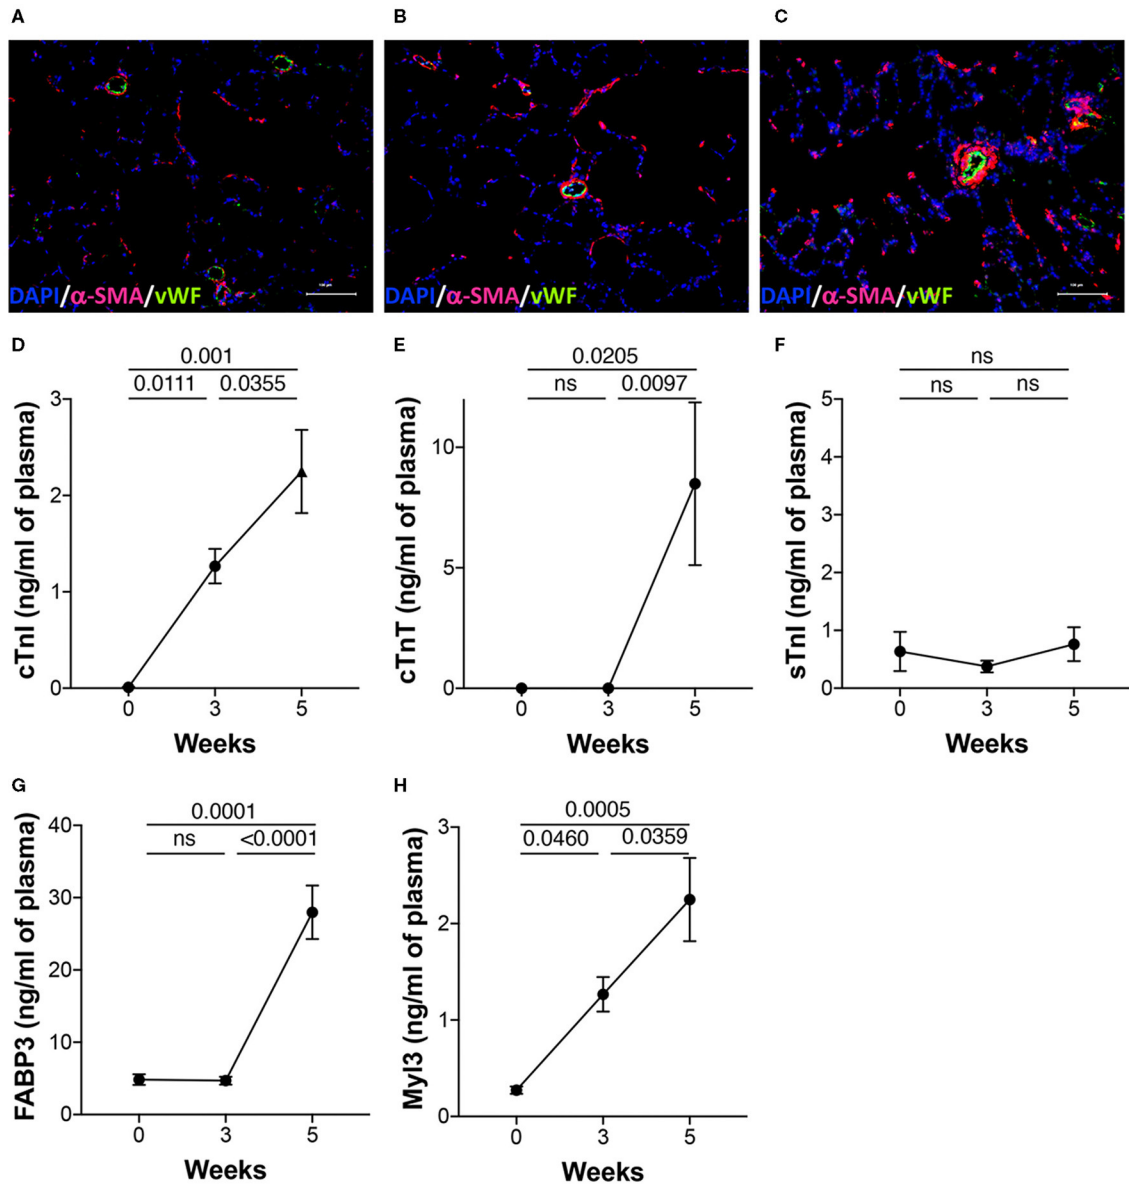 A
B
C
DAPI/α-SMA/vWF
DAPI/α-SMA/vWF
DAPI/α-SMA/vWF
D
0.001
0.0111
0.0355
cTnI (ng/ml of plasma)
3
2
1
0
0
3
5
Weeks
E
0.0205
ns
0.0097
cTnT (ng/ml of plasma)
10
5
0
0
3
5
Weeks
F
ns
ns
ns
sTnI (ng/ml of plasma)
5
4
3
2
1
0
0
3
5
Weeks
G
0.0001
ns
<0.0001
FABP3 (ng/ml of plasma)
40
30
20
10
0
0
3
5
Weeks
H
0.0005
0.0460
0.0359
Myl3 (ng/ml of plasma)
3
2
1
0
0
3
5
Weeks